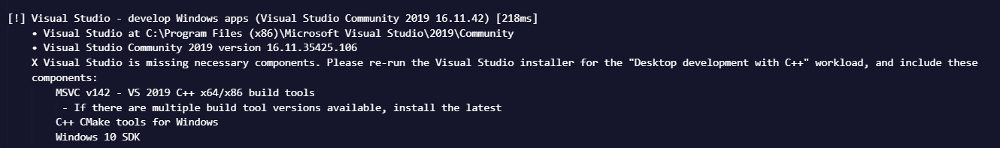 [!] Visual Studio - develop Windows apps (Visual Studio Community 2019 16.11.42) [218ms]
• Visual Studio at C:\Program Files (x86)\Microsoft Visual Studio\2019\Community
• Visual Studio Community 2019 version 16.11.35425.106
X Visual Studio is missing necessary components. Please re-run the Visual Studio installer for the "Desktop development with C++" workload, and include these
components:
MSVC v142 - VS 2019 C++ x64/x86 build tools
- If there are multiple build tool versions available, install the latest
C++ CMake tools for Windows
Windows 10 SDK